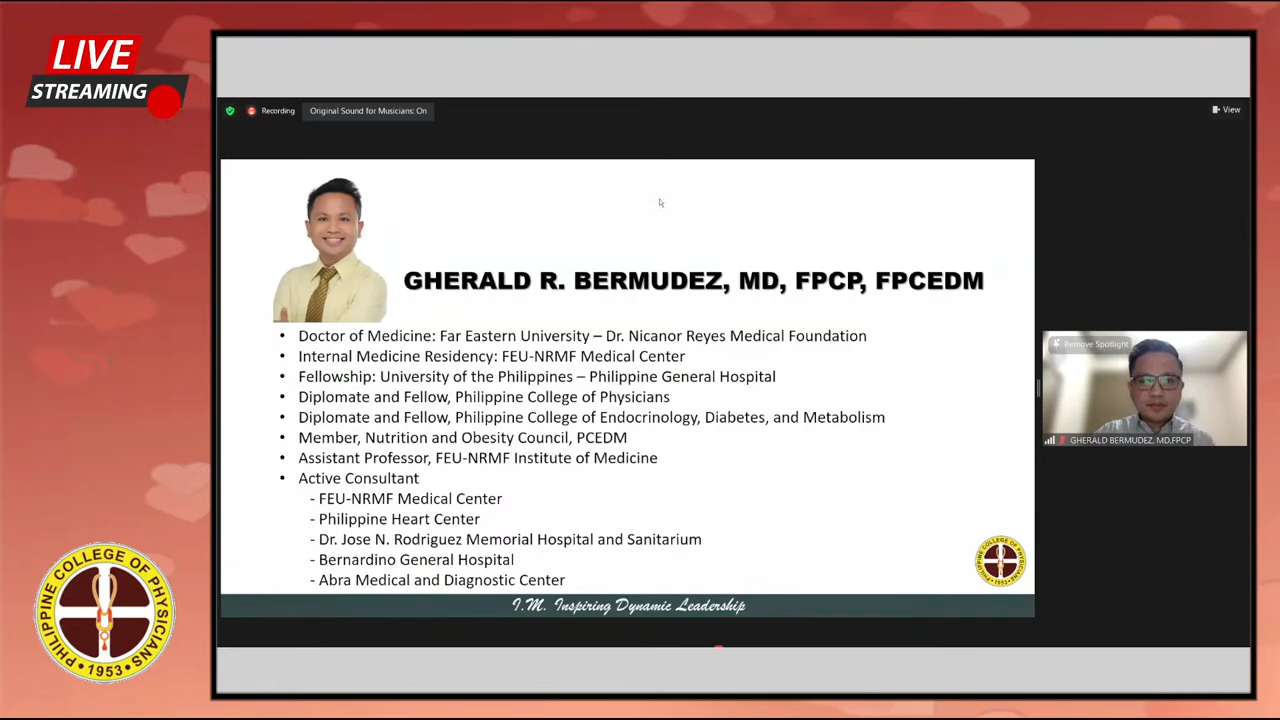 LIVE
STREAMING
Recording
Original Sound for Musicians: On
View
GHERALD R. BERMUDEZ, MD, FPCP, FPCEDM
• Doctor of Medicine: Far Eastern University – Dr. Nicanor Reyes Medical Foundation
• Internal Medicine Residency: FEU-NRMF Medical Center
• Fellowship: University of the Philippines – Philippine General Hospital
• Diplomate and Fellow, Philippine College of Physicians
• Diplomate and Fellow, Philippine College of Endocrinology, Diabetes, and Metabolism
• Member, Nutrition and Obesity Council, PCEDM
• Assistant Professor, FEU-NRMF Institute of Medicine
• Active Consultant
- FEU-NRMF Medical Center
- Philippine Heart Center
- Dr. Jose N. Rodriguez Memorial Hospital and Sanitarium
- Bernardino General Hospital
- Abra Medical and Diagnostic Center
I.M. Inspiring Dynamic Leadership
Remove Spotlight
GHERALD BERMUDEZ, MD,FPCP
PHILIPPINE COLLEGE OF PHYSICIANS
1953
PHILIPPINE COLLEGE OF PHYSICIANS
1953